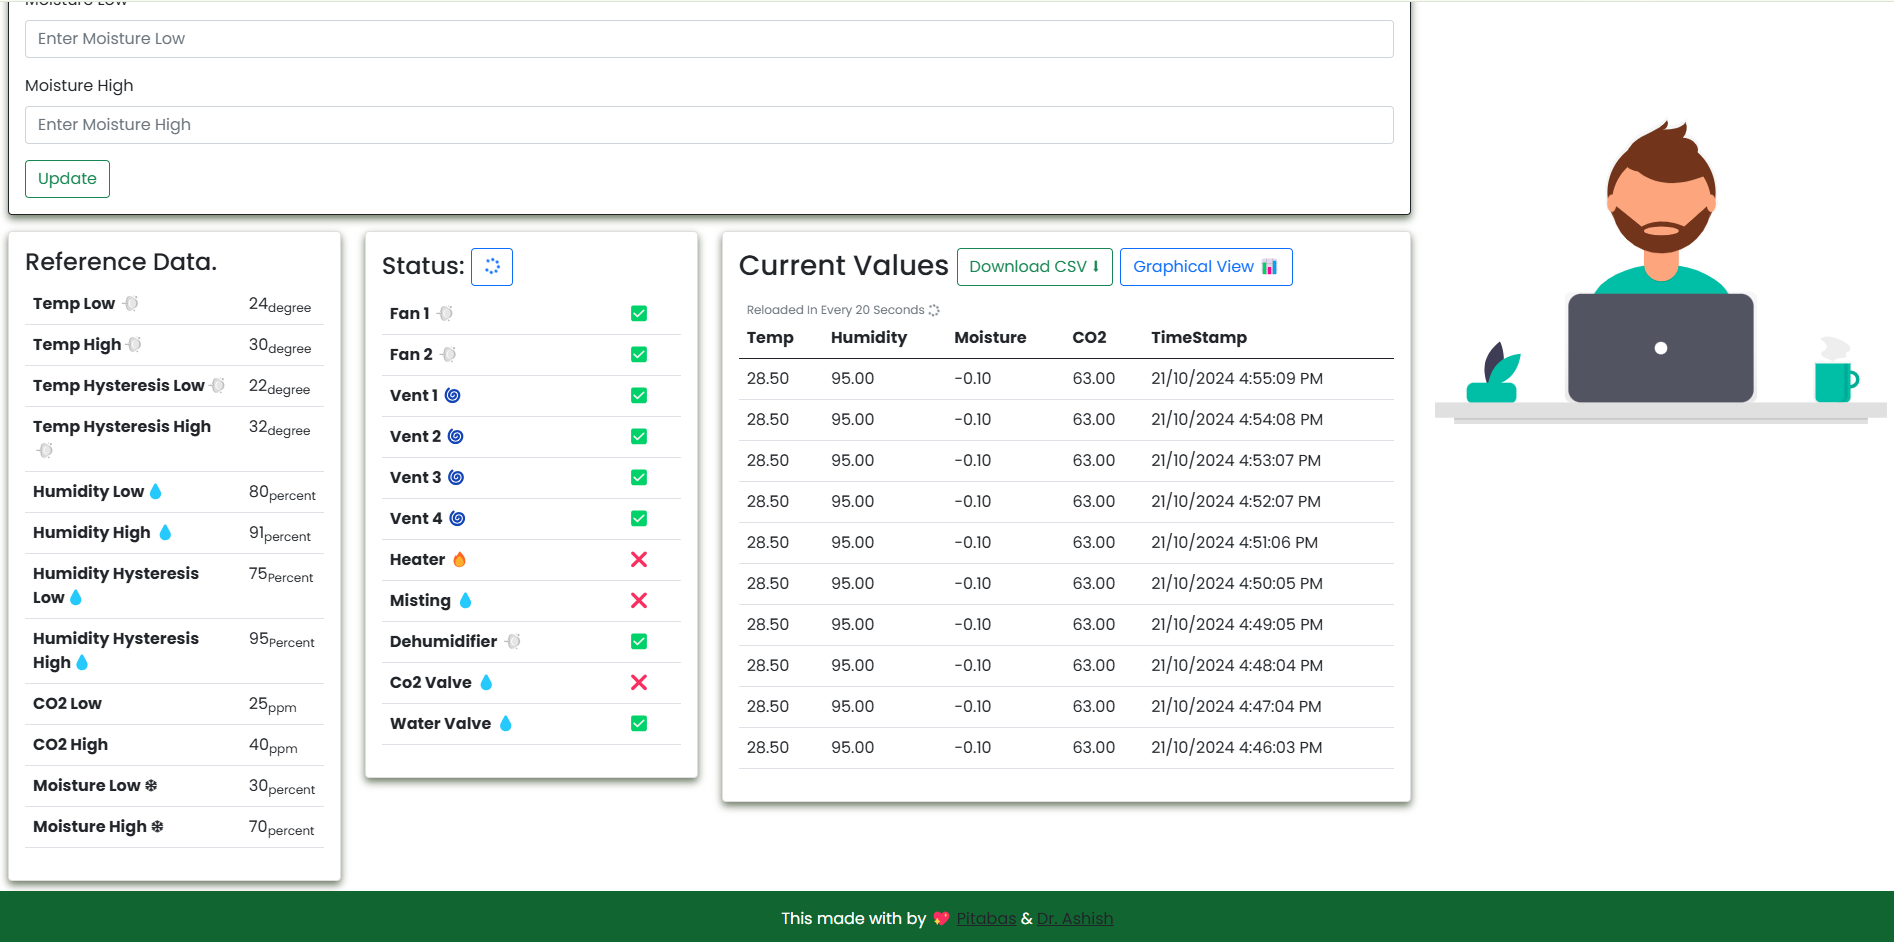 Moisture Low
Enter Moisture Low
Moisture High
Enter Moisture High
Update
Reference Data.
Temp Low 24degree
Temp High 30degree
Temp Hysteresis Low 22degree
Temp Hysteresis High 32degree
Humidity Low 80percent
Humidity High 91percent
Humidity Hysteresis 75Percent
Low
Humidity Hysteresis 95Percent
High
CO2 Low 25ppm
CO2 High 40ppm
Moisture Low 30percent
Moisture High 70percent
Status:
Fan 1
Fan 2
Vent 1
Vent 2
Vent 3
Vent 4
Heater
Misting
Dehumidifier
Co2 Valve
Water Valve
Current Values Download CSV Graphical View
Reloaded In Every 20 Seconds
Temp Humidity Moisture CO2 TimeStamp
28.50 95.00 -0.10 63.00 21/10/2024 4:55:09 PM
28.50 95.00 -0.10 63.00 21/10/2024 4:54:08 PM
28.50 95.00 -0.10 63.00 21/10/2024 4:53:07 PM
28.50 95.00 -0.10 63.00 21/10/2024 4:52:07 PM
28.50 95.00 -0.10 63.00 21/10/2024 4:51:06 PM
28.50 95.00 -0.10 63.00 21/10/2024 4:50:05 PM
28.50 95.00 -0.10 63.00 21/10/2024 4:49:05 PM
28.50 95.00 -0.10 63.00 21/10/2024 4:48:04 PM
28.50 95.00 -0.10 63.00 21/10/2024 4:47:04 PM
28.50 95.00 -0.10 63.00 21/10/2024 4:46:03 PM
This made with by 💖 Pitabas & Dr. Ashish